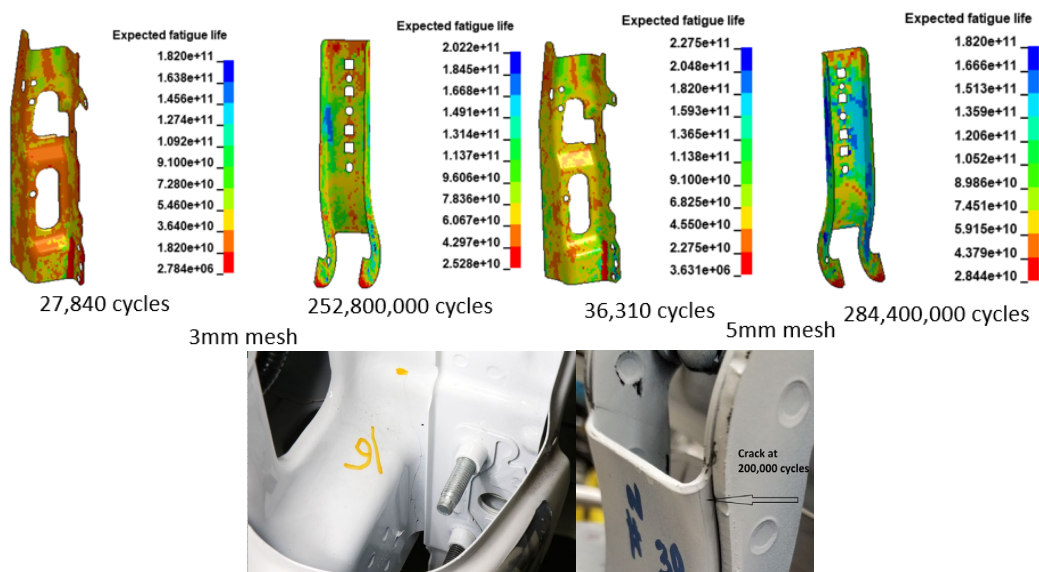 Expected fatigue life
1.820e+11
1.638e+11
1.456e+11
1.274e+11
1.092e+11
9.100e+10
7.280e+10
5.460e+10
3.640e+10
1.820e+10
2.784e+06
27,840 cycles
Expected fatigue life
2.022e+11
1.845e+11
1.668e+11
1.491e+11
1.314e+11
1.137e+11
9.606e+10
7.836e+10
6.067e+10
4.297e+10
2.528e+10
252,800,000 cycles
3mm mesh
Expected fatigue life
2.275e+11
2.048e+11
1.820e+11
1.593e+11
1.365e+11
1.138e+11
9.100e+10
6.825e+10
4.550e+10
2.275e+10
3.631e+06
36,310 cycles
Expected fatigue life
1.820e+11
1.666e+11
1.513e+11
1.359e+11
1.206e+11
1.052e+11
8.986e+10
7.451e+10
5.915e+10
4.379e+10
2.844e+10
284,400,000 cycles
5mm mesh
Crack at
200,000 cycles
30